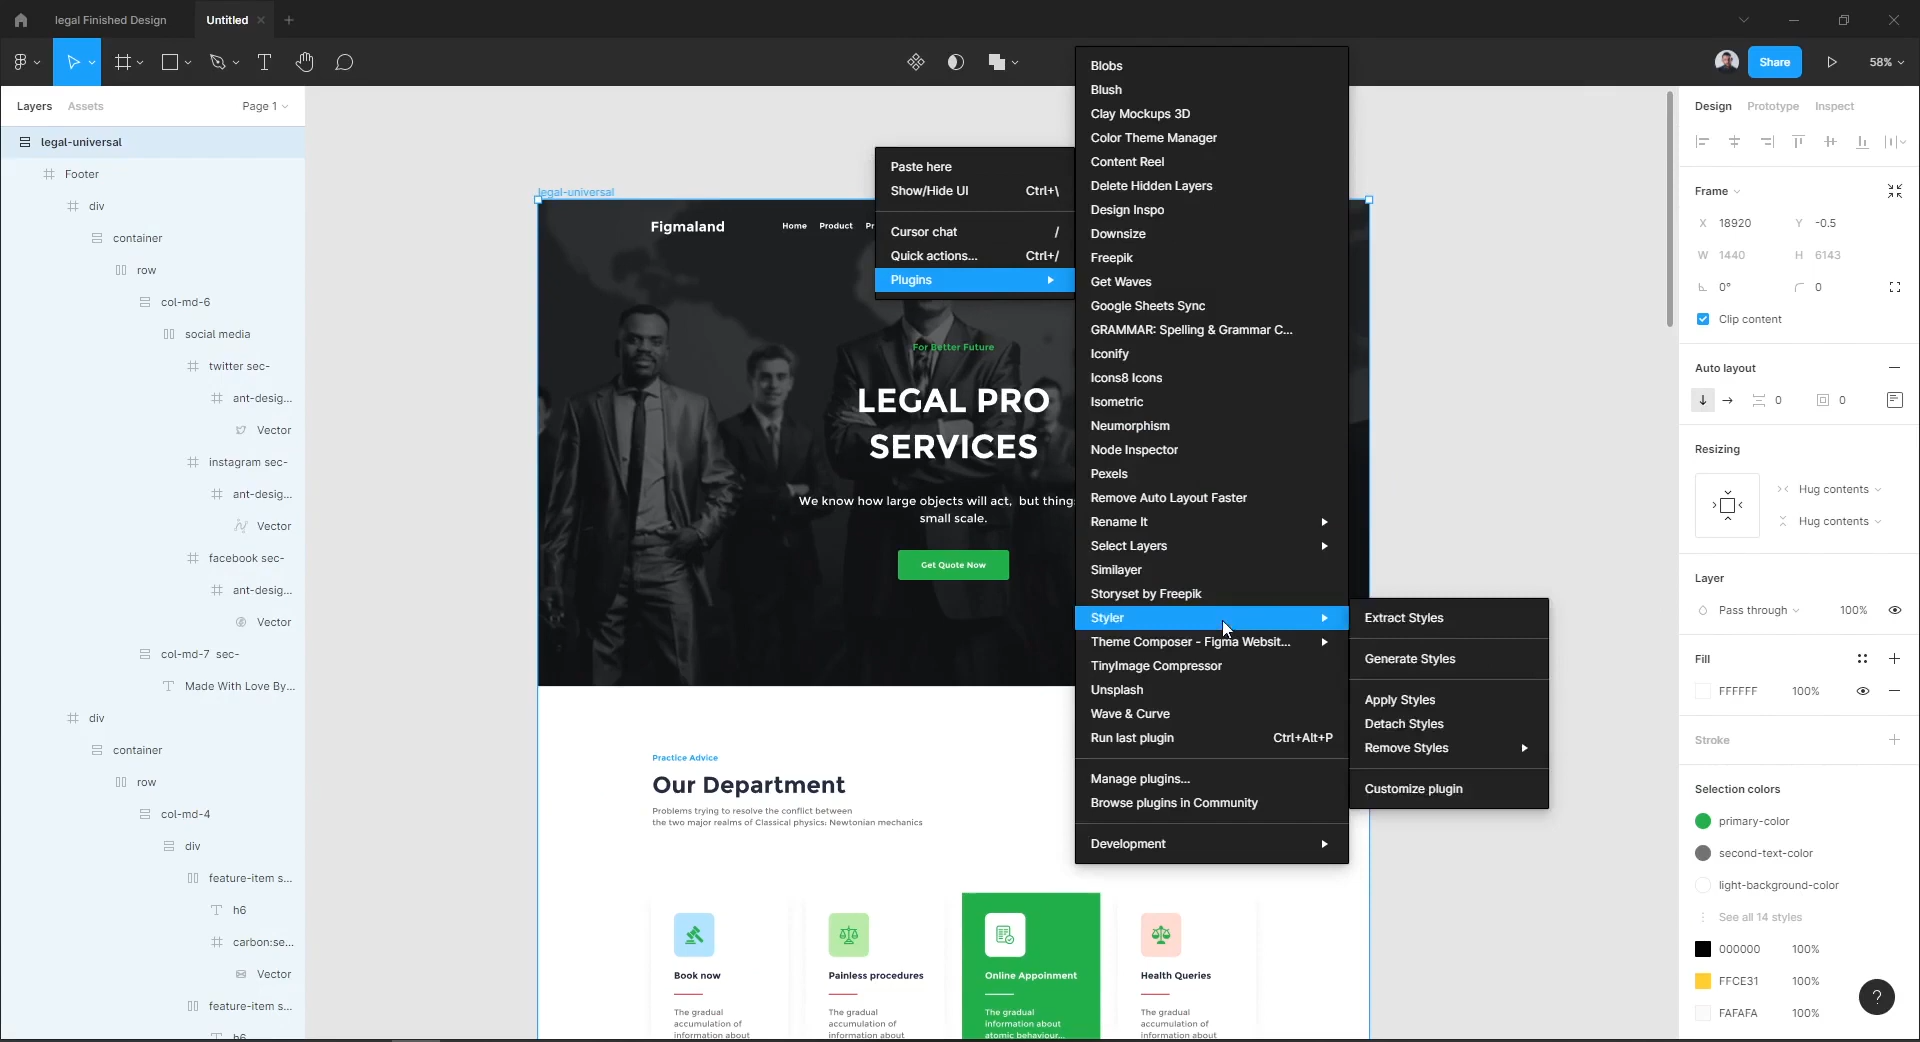 legal Finished Design
Untitled
Share
58%
Layers
Assets
Page 1
legal-universal
Footer
div
container
row
col-md-6
social media
twitter sec-
ant-desig...
Vector
instagram sec-
ant-desig...
Vector
facebook sec-
ant-desig...
Vector
col-md-7 sec-
Made With Love By...
div
container
row
col-md-4
div
feature-item s...
h6
carbon:se...
Vector
feature-item s...
h6
legal-universal
Figmaland
Home
Product
Pr
For Better Future
LEGAL PRO
SERVICES
We know how large objects will act, but things
small scale.
Get Quote Now
Practice Advice
Our Department
Problems trying to resolve the conflict between
the two major realms of Classical physics: Newtonian mechanics
Book now
The gradual
accumulation of
information about
Painless procedures
The gradual
accumulation of
information about
Online Appoinment
The gradual
information about
atomic behaviour...
Health Queries
The gradual
accumulation of
information about
Paste here
Show/Hide UI Ctrl+\
Cursor chat /
Quick actions... Ctrl+/
Plugins
Blobs
Blush
Clay Mockups 3D
Color Theme Manager
Content Reel
Delete Hidden Layers
Design Inspo
Downsize
Freepik
Get Waves
Google Sheets Sync
GRAMMAR: Spelling & Grammar C...
Iconify
Icons8 Icons
Isometric
Neumorphism
Node Inspector
Pexels
Remove Auto Layout Faster
Rename It
Select Layers
Similayer
Storyset by Freepik
Styler
Theme Composer - Figma Websit...
TinyImage Compressor
Unsplash
Wave & Curve
Run last plugin Ctrl+Alt+P
Manage plugins...
Browse plugins in Community
Development
Extract Styles
Generate Styles
Apply Styles
Detach Styles
Remove Styles
Customize plugin
Design
Prototype
Inspect
Frame
X 18920 Y -0.5
W 1440 H 6143
0° 0
Clip content
Auto layout
0 0
Resizing
Hug contents
Hug contents
Layer
Pass through 100%
Fill
FFFFFF 100%
Stroke
Selection colors
primary-color
second-text-color
light-background-color
See all 14 styles
000000 100%
FFCE31 100%
FAFAFA 100%
?